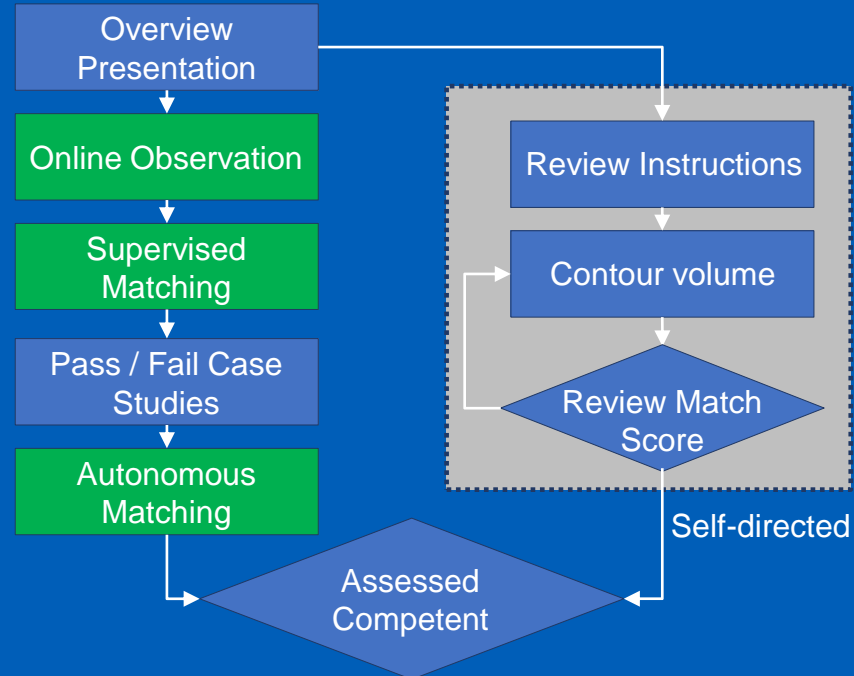 Overview
Presentation
Online Observation
Supervised
Matching
Pass / Fail Case
Studies
Autonomous
Matching
Review Instructions
Contour volume
Review Match
Score
Self-directed
Assessed
Competent